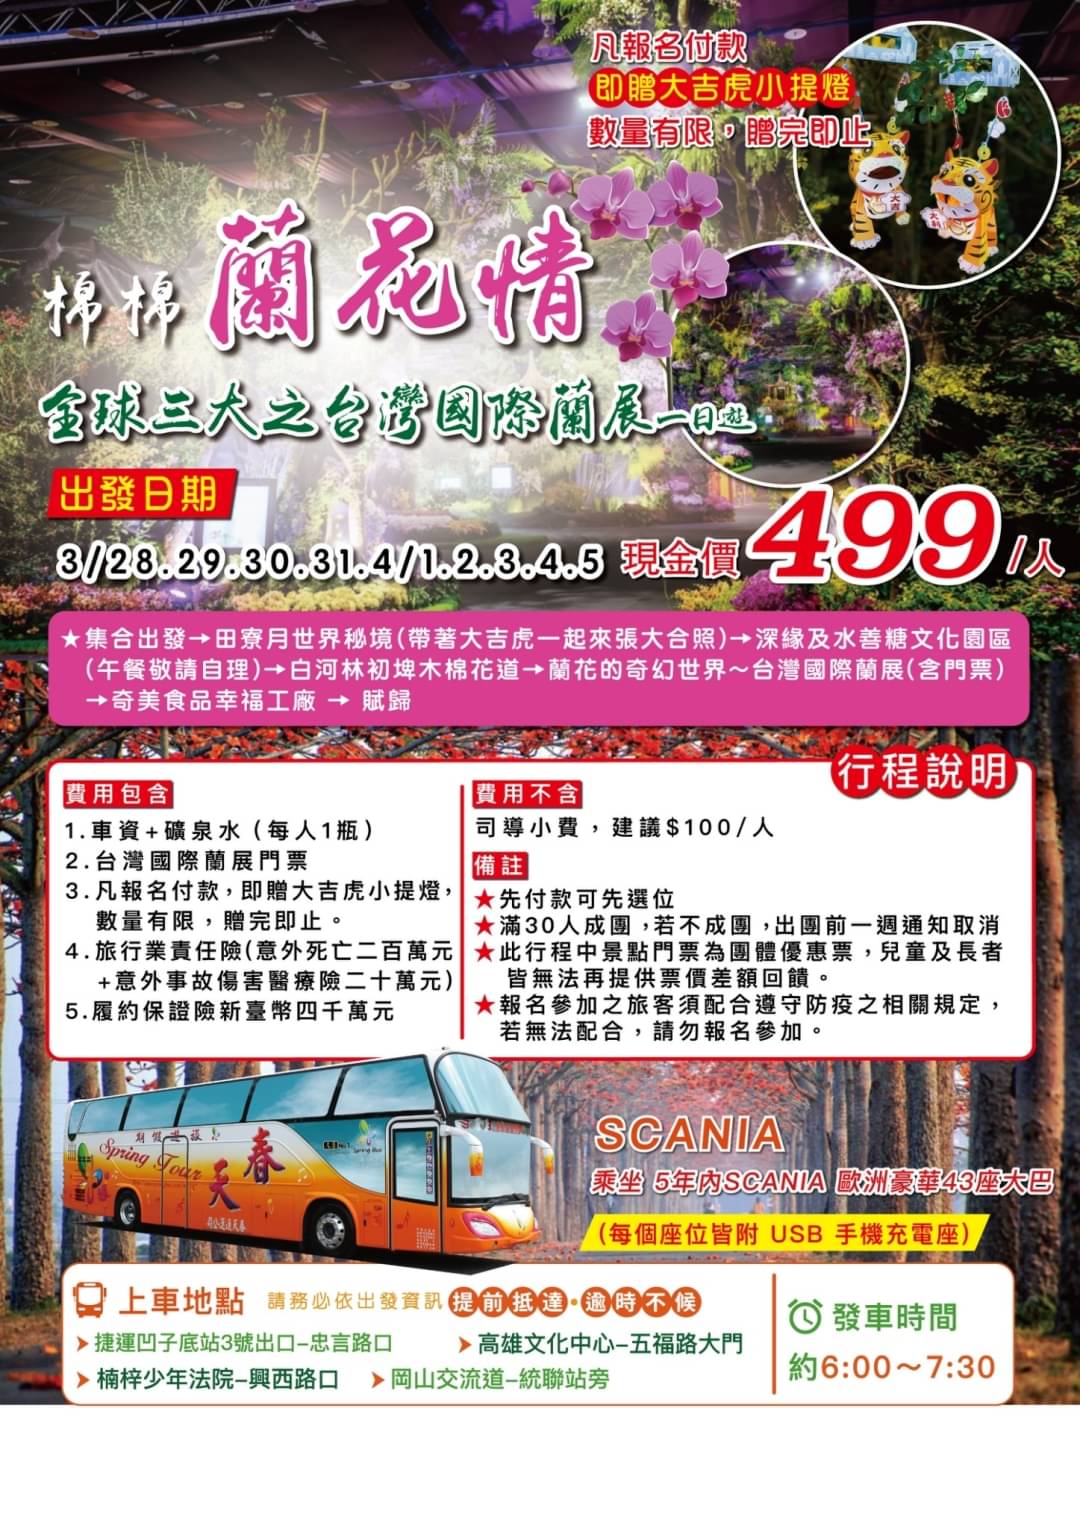 凡報名付款
即贈大吉虎小提燈
數量有限，贈完即止
大吉
棉棉 蘭花情
全球三大之台灣國際蘭展一日遊
出發日期
3/28.29.30.31.4/1.2.3.4.5 現金價 499/人
★集合出發→田寮月世界秘境(帶著大吉虎一起來張大合照)→深緣及水善糖文化園區
(午餐敬請自理)→白河林初埤木棉花道→蘭花的奇幻世界～台灣國際蘭展(含門票)
→奇美食品幸福工廠 → 賦歸
行程說明
費用包含
1.車資+礦泉水（每人1瓶）
2.台灣國際蘭展門票
3.凡報名付款，即贈大吉虎小提燈，
數量有限，贈完即止。
4.旅行業責任險(意外死亡二百萬元
+意外事故傷害醫療險二十萬元)
5.履約保證險新臺幣四千萬元
費用不含
司導小費，建議$100/人
備註
★先付款可先選位
★滿30人成團，若不成團，出團前一週通知取消
★此行程中景點門票為團體優惠票，兒童及長者
皆無法再提供票價差額回饋。
★報名參加之旅客須配合遵守防疫之相關規定，
若無法配合，請勿報名參加。
期假遊旅
Spring Tour
春天
SCANIA
乘坐 5年內SCANIA 歐洲豪華43座大巴
(每個座位皆附 USB 手機充電座)
上車地點 請務必依出發資訊 提前抵達·逾時不候
捷運凹子底站3號出口–忠言路口
高雄文化中心–五福路大門
楠梓少年法院–興西路口
岡山交流道–統聯站旁
發車時間
約6:00～7:30